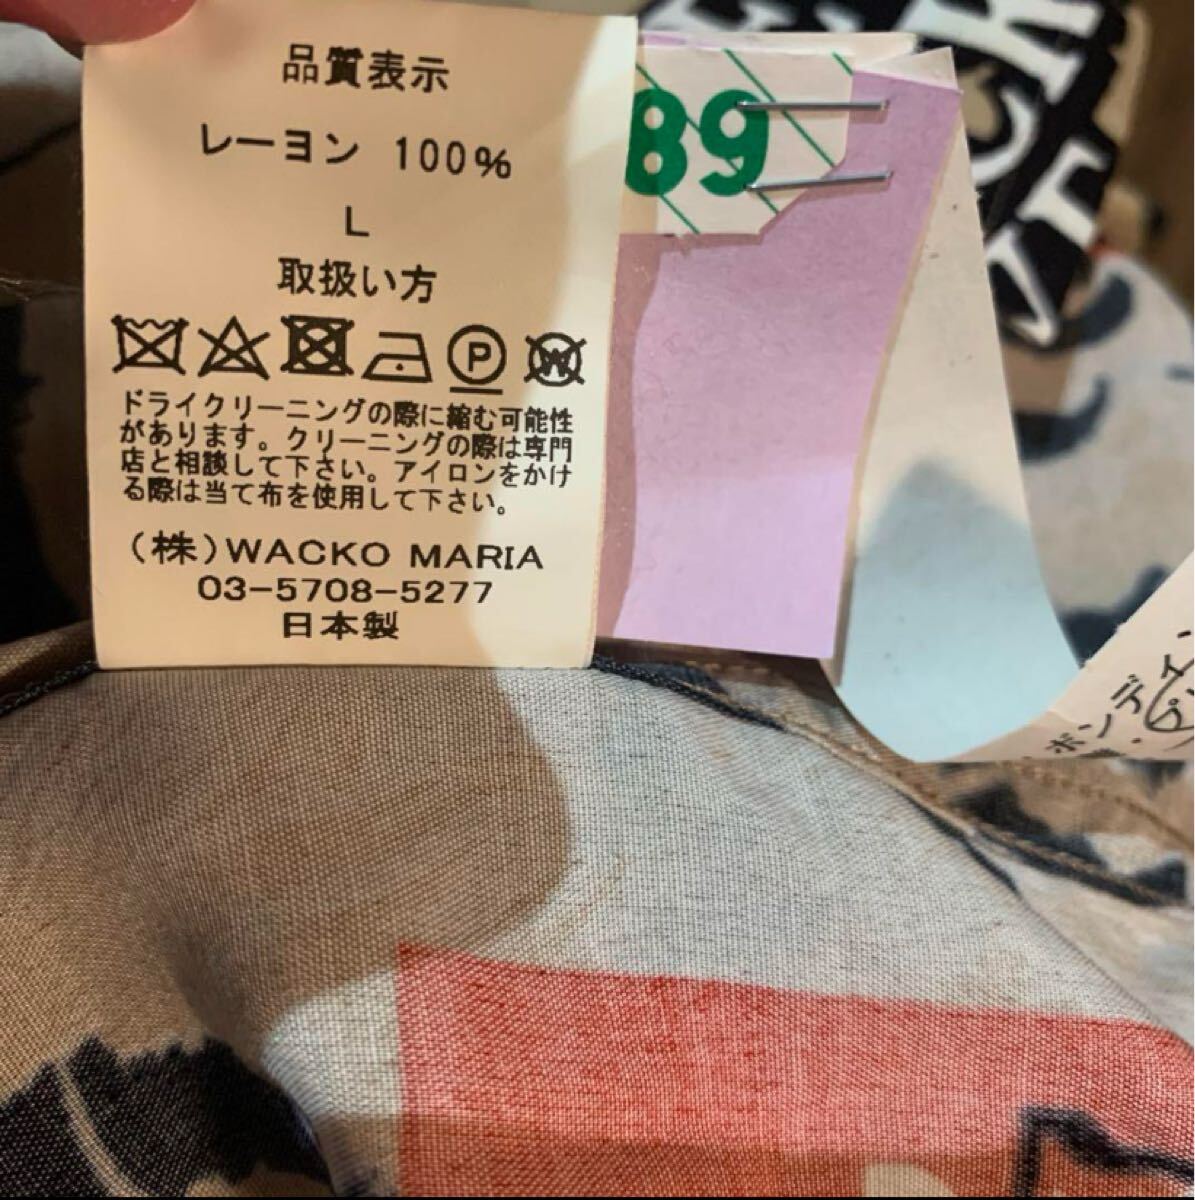 品質表示
レーヨン 100%
L
取扱い方
P
W
ドライクリーニングの際に縮む可能性
があります。クリーニングの際は専門
店と相談して下さい。アイロンをかけ
る際は当て布を使用して下さい。
(株)WACKO MARIA
03-5708-5277
日本製
89
ボンデ